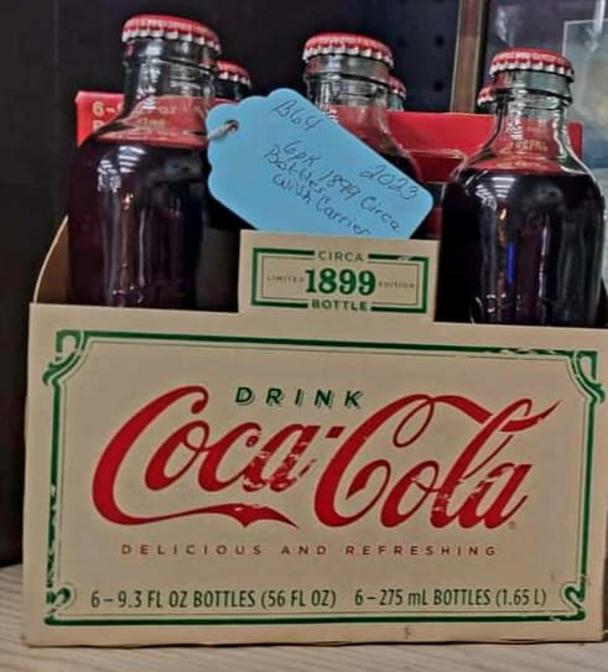 B64
2023
6pk 1899 Circa
Bottles
with Carrier
CIRCA
LIMITED 1899 EDITION
BOTTLE
DRINK
Coca-Cola
DELICIOUS AND REFRESHING
6 – 9.3 FL OZ BOTTLES (56 FL OZ) 6 – 275 mL BOTTLES (1.65 L)